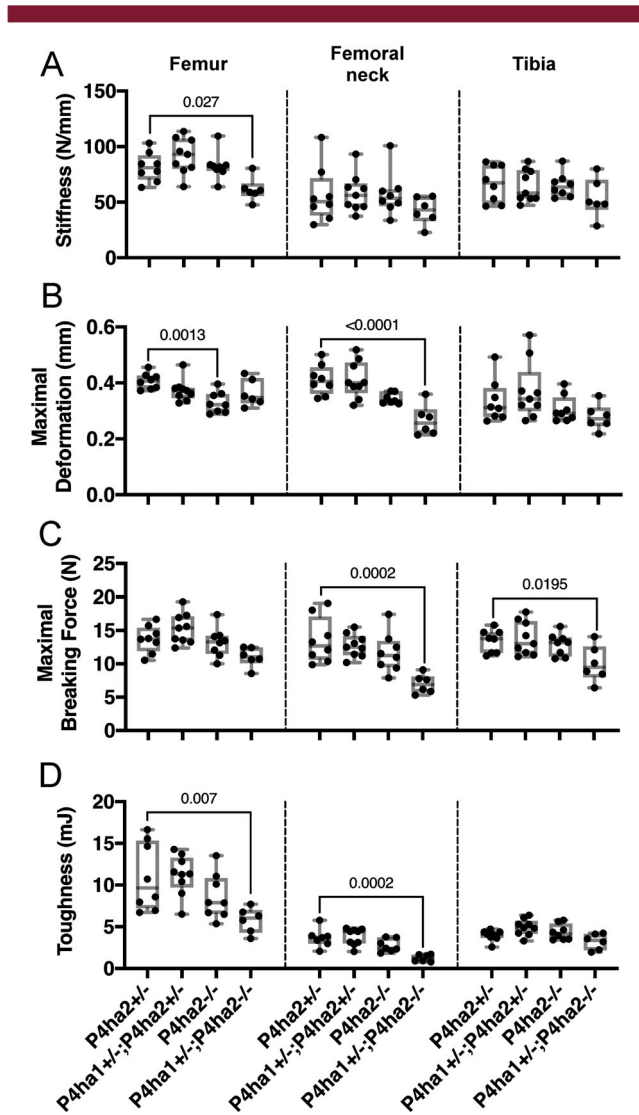 A
Femur
Femoral
neck
Tibia
Stiffness (N/mm)
150
100
50
0
0.027
B
Maximal
Deformation (mm)
0.6
0.4
0.2
0.0
0.0013
<0.0001
C
Maximal
Breaking Force (N)
25
20
15
10
5
0
0.0002
0.0195
D
Toughness (mJ)
20
15
10
5
0
0.007
0.0002
P4ha2+/-
P4ha1+/-;P4ha2+/+
P4ha2-/-
P4ha1+/-;P4ha2-/-
P4ha2+/-
P4ha1+/-;P4ha2+/+
P4ha2-/-
P4ha1+/-;P4ha2-/-
P4ha2+/-
P4ha1+/-;P4ha2+/+
P4ha2-/-
P4ha1+/-;P4ha2-/-